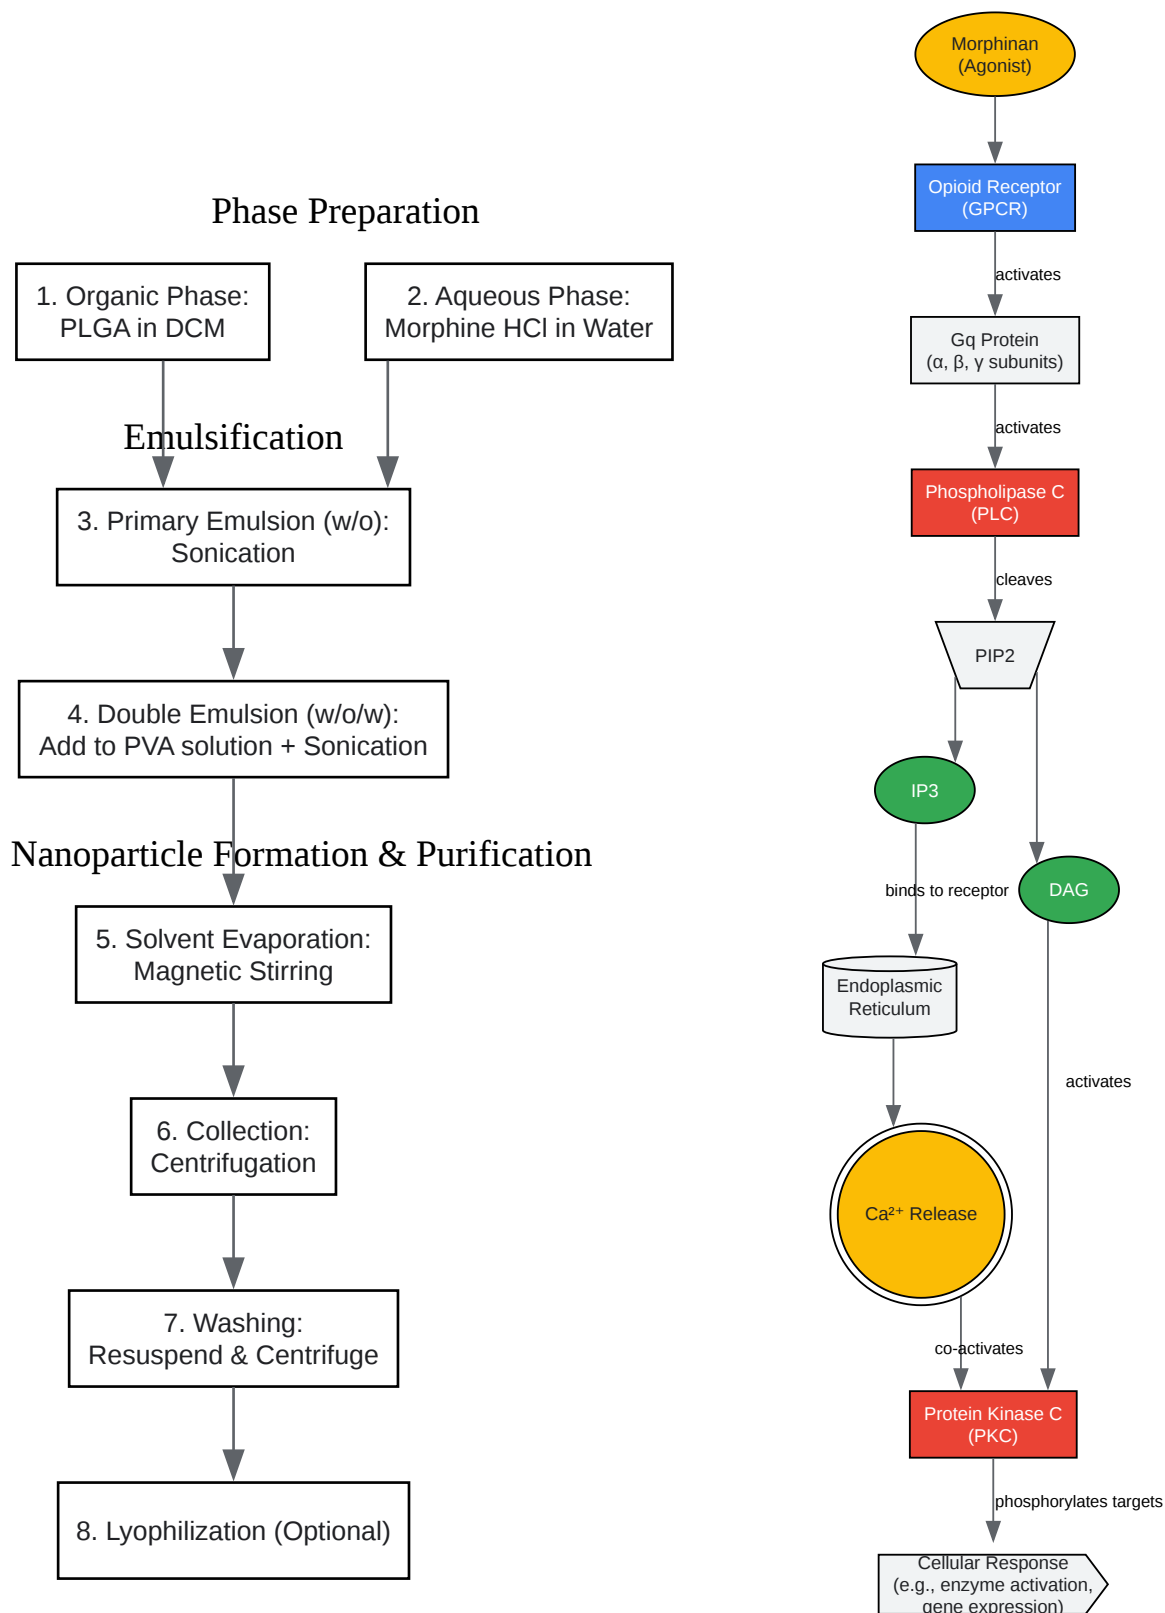 Phase Preparation
1. Organic Phase:
PLGA in DCM
2. Aqueous Phase:
Morphine HCl in Water
Emulsification
3. Primary Emulsion (w/o):
Sonication
4. Double Emulsion (w/o/w):
Add to PVA solution + Sonication
Nanoparticle Formation & Purification
5. Solvent Evaporation:
Magnetic Stirring
6. Collection:
Centrifugation
7. Washing:
Resuspend & Centrifuge
8. Lyophilization (Optional)
Morphinan
(Agonist)
Opioid Receptor
(GPCR)
activates
Gq Protein
(α, β, γ subunits)
activates
Phospholipase C
(PLC)
cleaves
PIP2
IP3
binds to receptor
DAG
Endoplasmic
Reticulum
activates
Ca²⁺ Release
co-activates
Protein Kinase C
(PKC)
phosphorylates targets
Cellular Response
(e.g., enzyme activation,
gene expression)